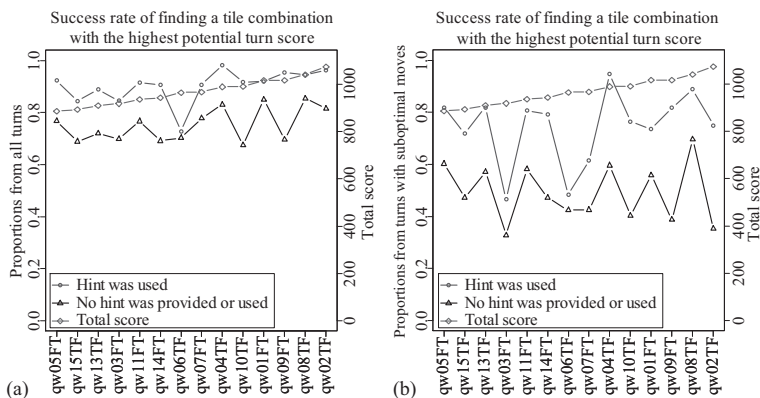 Success rate of finding a tile combination
with the highest potential turn score
Proportions from all turns
0.0
0.2
0.4
0.6
0.8
1.0
Hint was used
No hint was provided or used
Total score
0
200
400
600
800
1000
Total score
qw05FT
qw15TF
qw13TF
qw03FT
qw11FT
qw14FT
qw06TF
qw07FT
qw04TF
qw10TF
qw01FT
qw09FT
qw08TF
qw02TF
(a)
Success rate of finding a tile combination
with the highest potential turn score
Proportions from turns with suboptimal moves
0.0
0.2
0.4
0.6
0.8
1.0
Hint was used
No hint was provided or used
Total score
0
200
400
600
800
1000
Total score
qw05FT
qw15TF
qw13TF
qw03FT
qw11FT
qw14FT
qw06TF
qw07FT
qw04TF
qw10TF
qw01FT
qw09FT
qw08TF
qw02TF
(b)